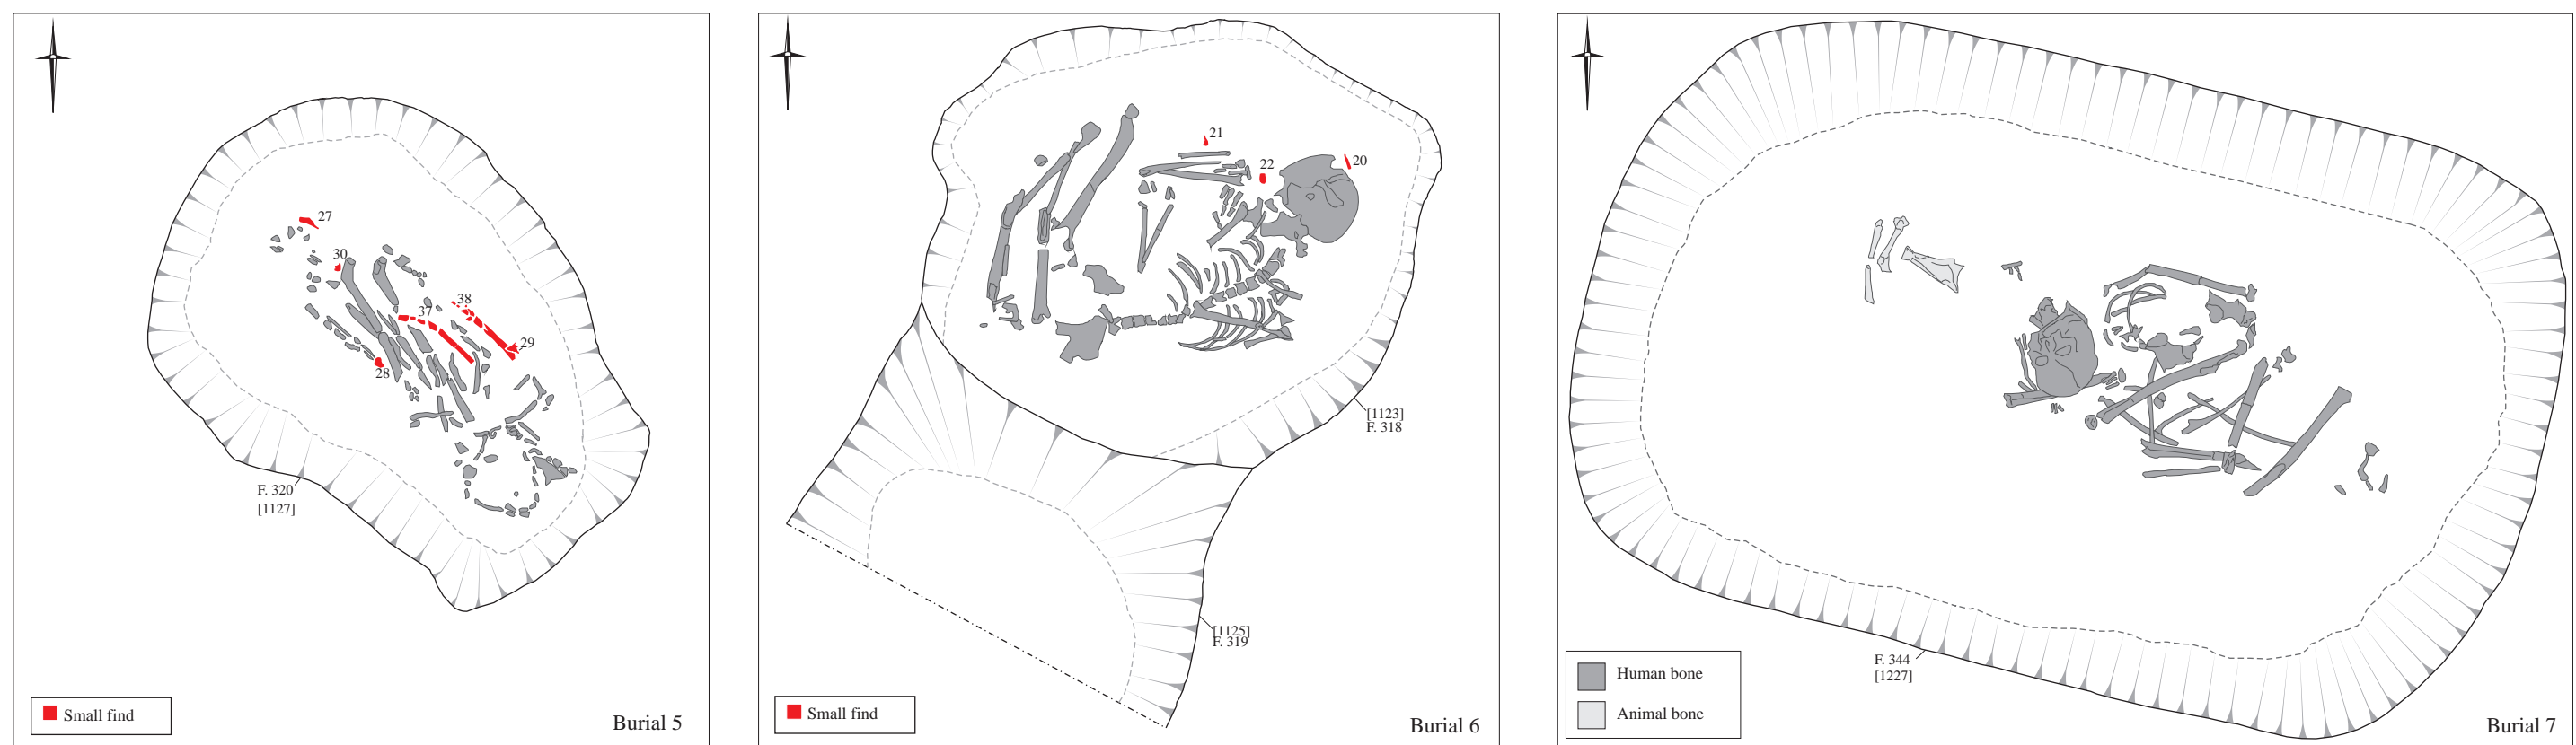 27
30
38
37
29
28
F. 320
[1127]
Small find
Burial 5
21
22
20
[1123]
F. 318
[1125]
F. 319
Small find
Burial 6
F. 344
[1227]
Human bone
Animal bone
Burial 7